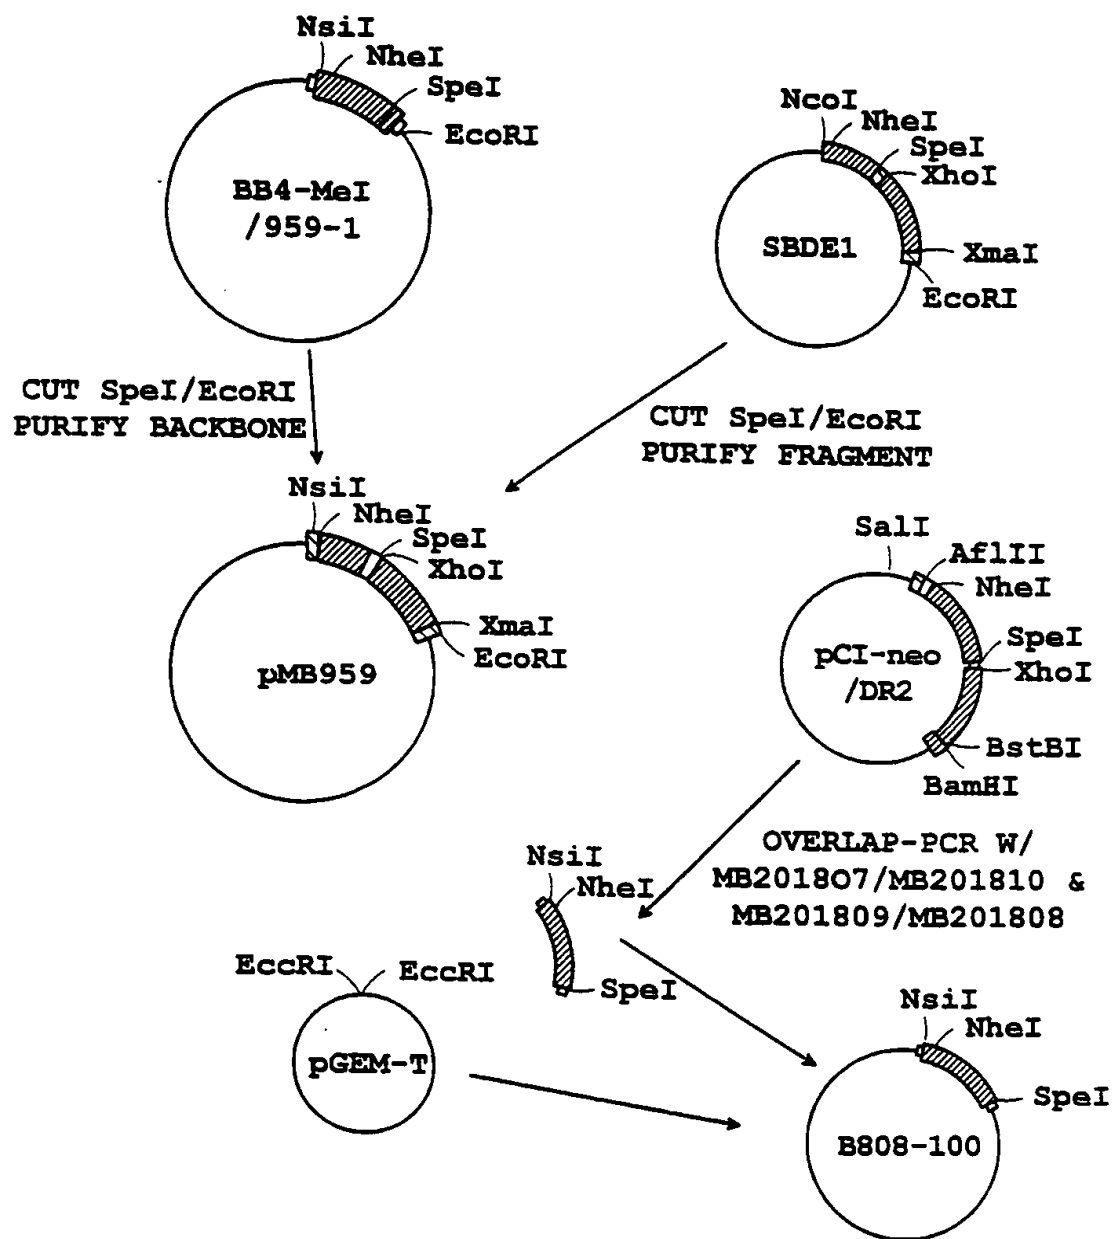 NsiI
NheI
SpeI
EcoRI
BB4-MeI
/959-1
NcoI
NheI
SpeI
XhoI
XmaI
EcoRI
SBDE1
CUT SpeI/EcoRI
PURIFY BACKBONE
CUT SpeI/EcoRI
PURIFY FRAGMENT
NsiI
NheI
SpeI
XhoI
XmaI
EcoRI
pMB959
SalI
AflII
NheI
SpeI
XhoI
BstBI
BamHI
pCI-neo
/DR2
OVERLAP-PCR W/
MB201807/MB201810 &
MB201809/MB201808
NsiI
NheI
SpeI
EccRI
EccRI
pGEM-T
NsiI
NheI
SpeI
B808-100